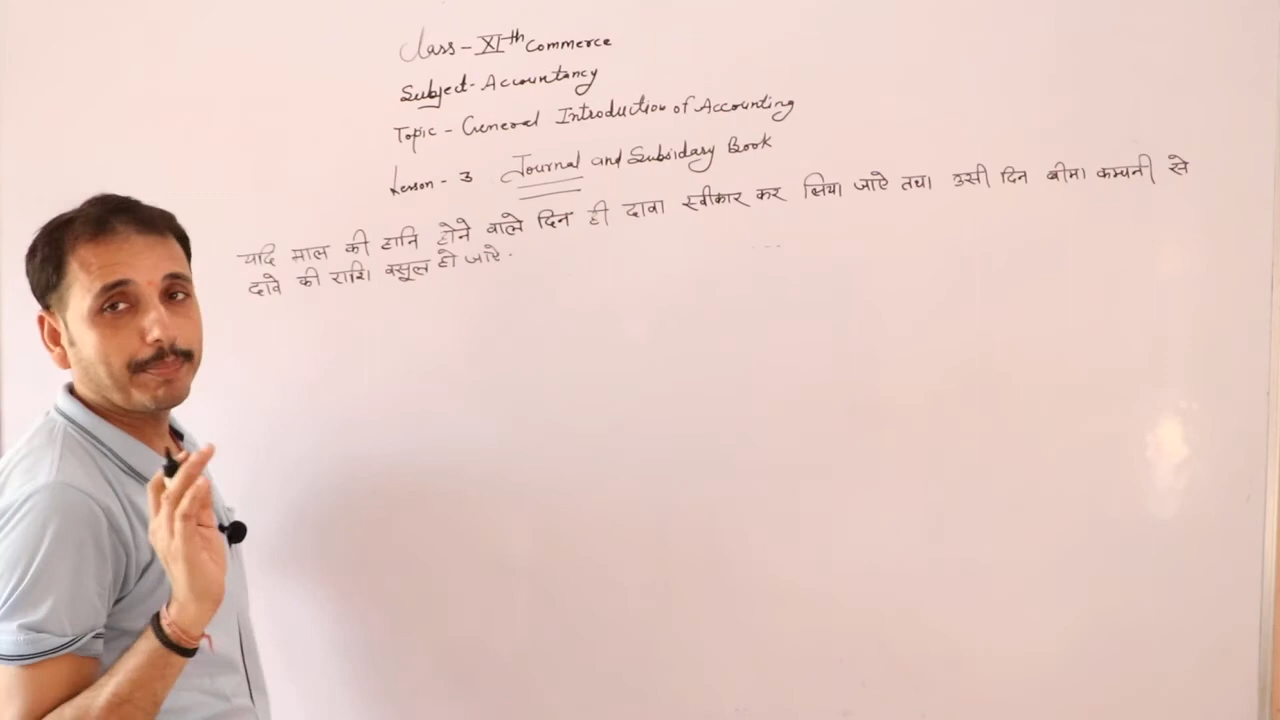 Class - XIth Commerce
Subject - Accountancy
Topic - General Introduction of Accounting
Lesson - 3 Journal and Subsidary Book
यदि माल की हानि होने वाले दिन ही दावा स्वीकार कर लिया जाऐ तथा उसी दिन बीमा कम्पनी से
दावे की राशि वसूल हो जाऐ.